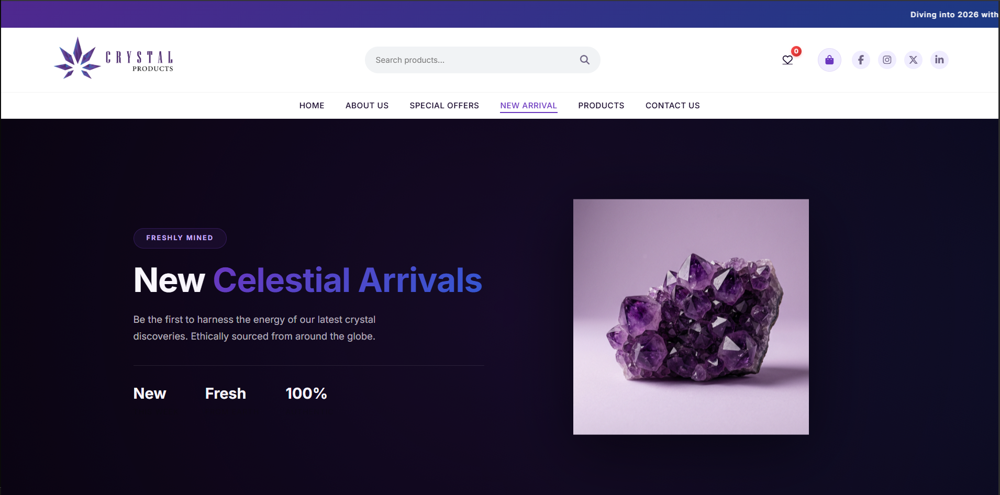 Diving into 2026 with
CRYSTAL
PRODUCTS
Search products...
0
HOME ABOUT US SPECIAL OFFERS NEW ARRIVAL PRODUCTS CONTACT US
FRESHLY MINED
New Celestial Arrivals
Be the first to harness the energy of our latest crystal
discoveries. Ethically sourced from around the globe.
New Fresh 100%